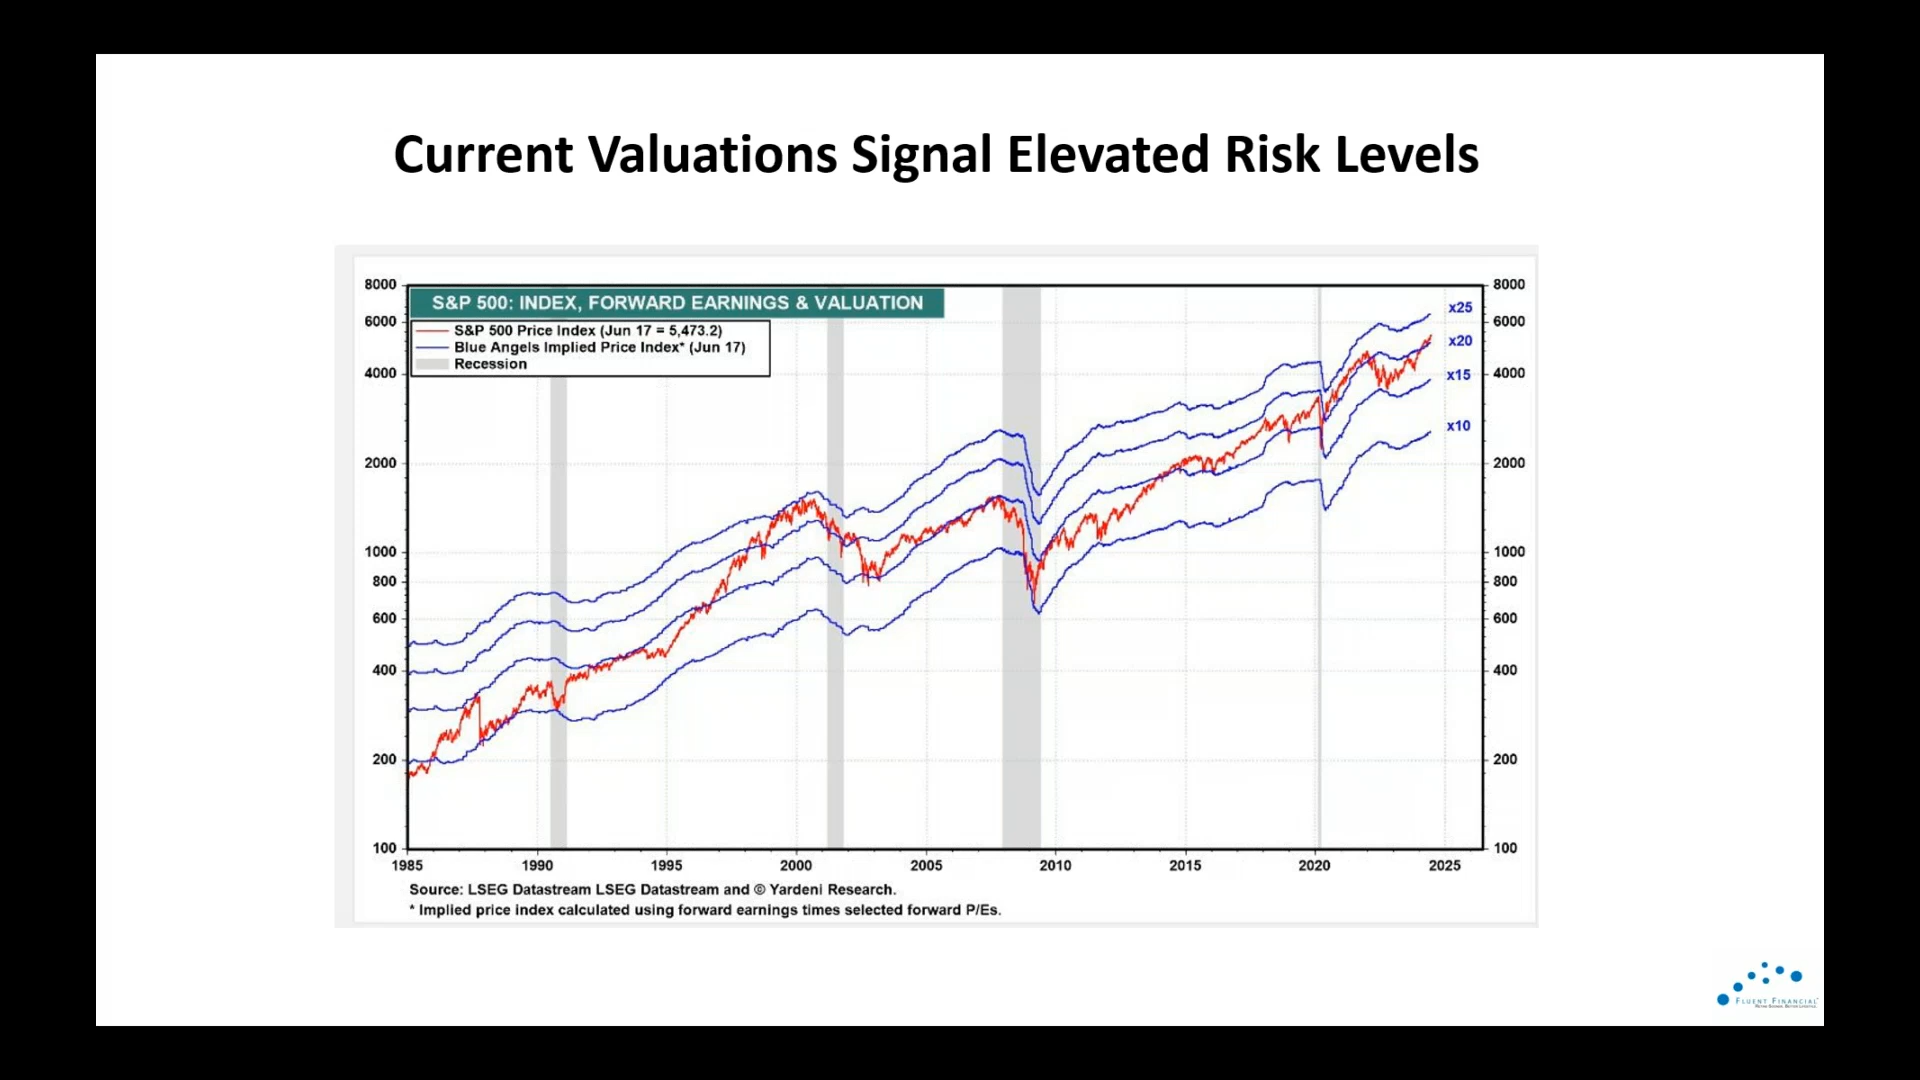 Current Valuations Signal Elevated Risk Levels
S&P 500: INDEX, FORWARD EARNINGS & VALUATION
S&P 500 Price Index (Jun 17 = 5,473.2)
Blue Angels Implied Price Index* (Jun 17)
Recession
8000
6000
4000
2000
1000
800
600
400
200
100
8000
6000
4000
2000
1000
800
600
400
200
100
x25
x20
x15
x10
1985
1990
1995
2000
2005
2010
2015
2020
2025
Source: LSEG Datastream LSEG Datastream and © Yardeni Research.
* Implied price index calculated using forward earnings times selected forward P/Es.
FLUENT FINANCIAL